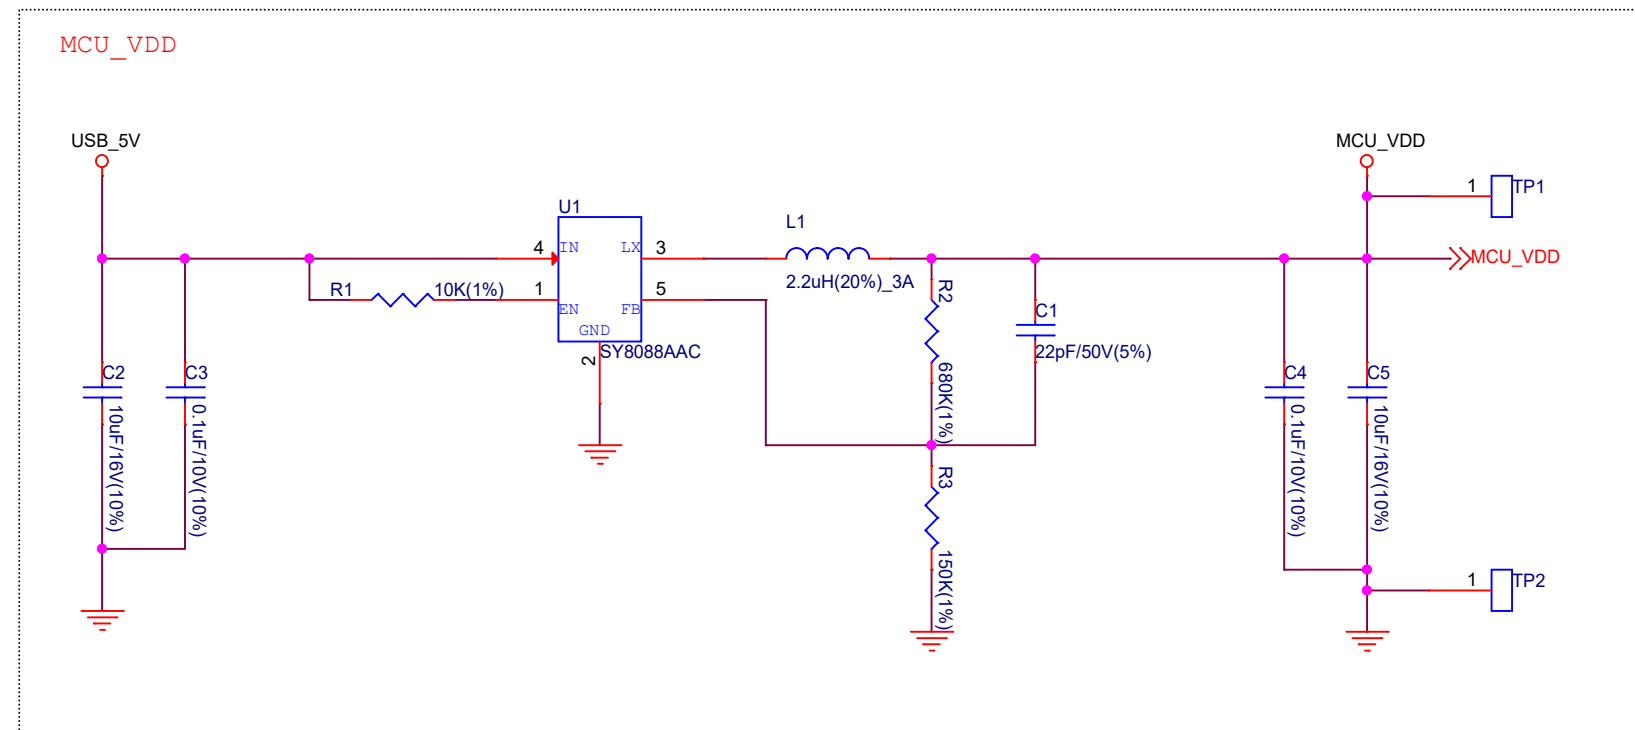 MCU_VDD
USB_5V
MCU_VDD
1
TP1
U1
L1
4
IN
LX
3
MCU_VDD
2.2uH(20%)_3A
R1
10K(1%)
1
EN
FB
5
R2
C1
GND
SY8088AAC
2
22pF/50V(5%)
680K(1%)
C2
10uF/16V(10%)
C3
0.1uF/10V(10%)
C4
0.1uF/10V(10%)
C5
10uF/16V(10%)
R3
150K(1%)
1
TP2